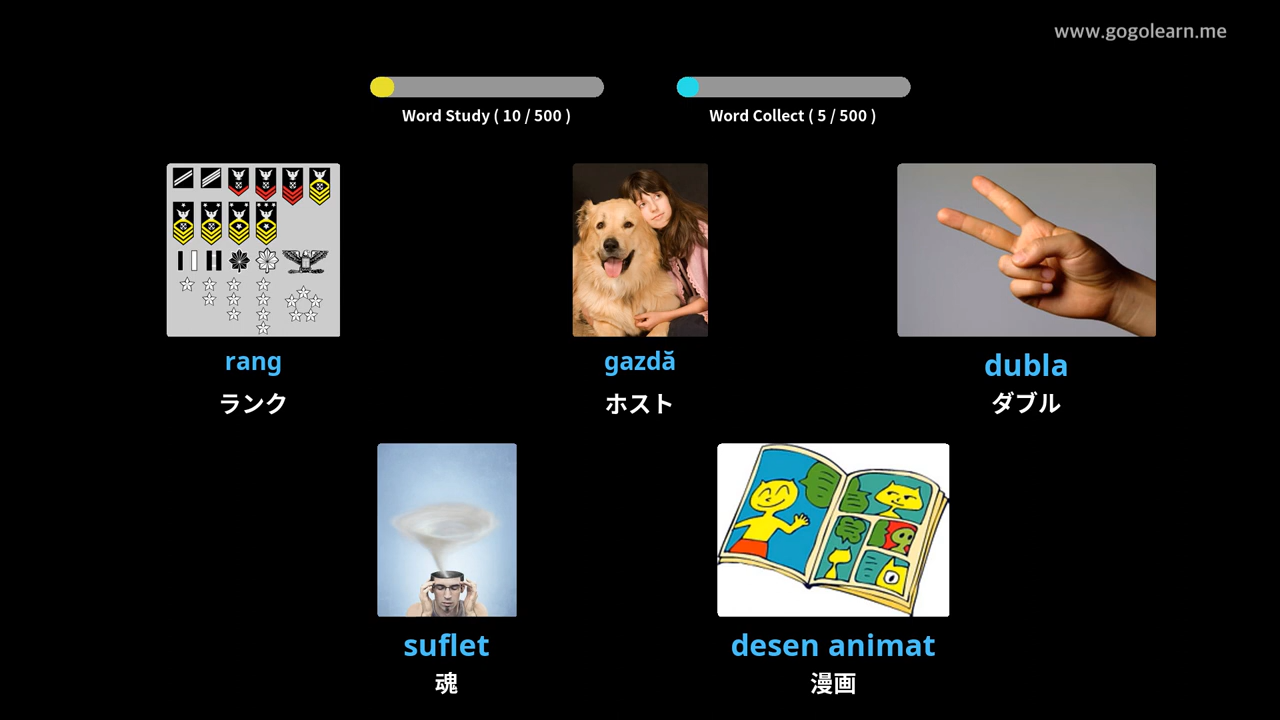 www.gogolearn.me
Word Study ( 10 / 500 )
Word Collect ( 5 / 500 )
rang
ランク
gazdă
ホスト
dubla
ダブル
suflet
魂
desen animat
漫画